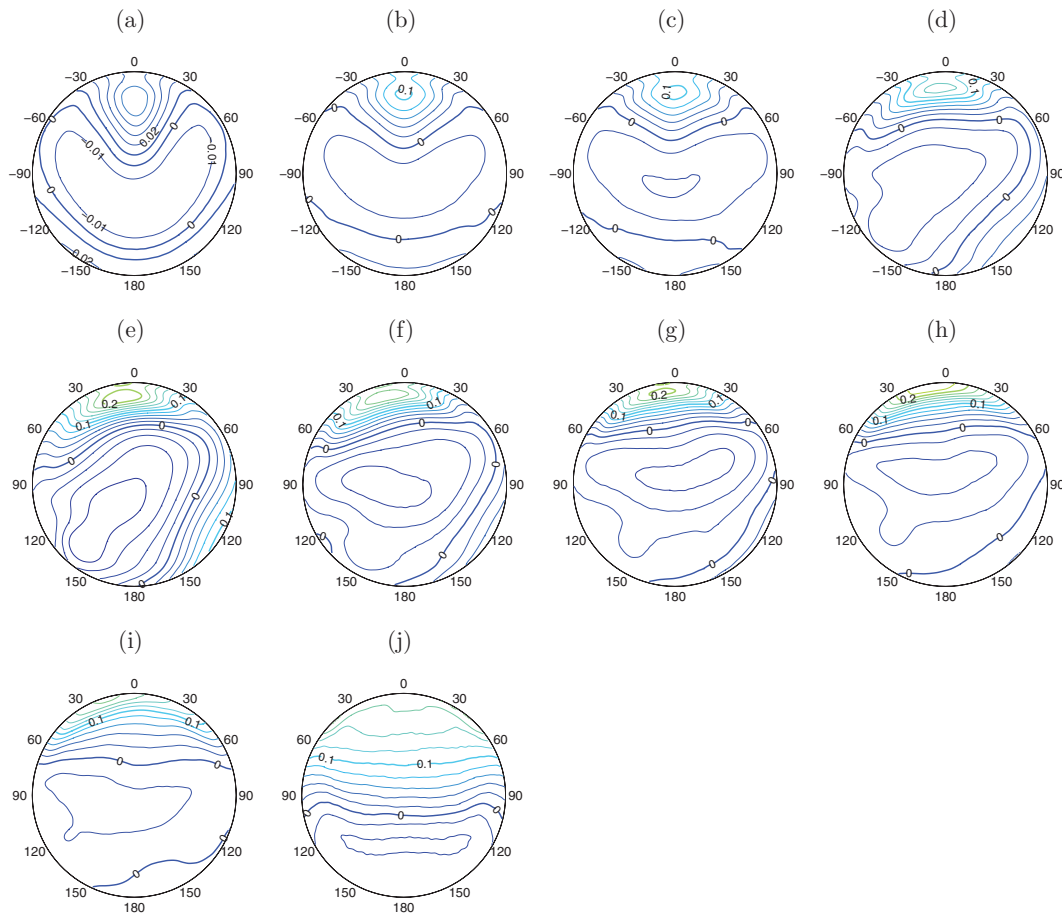 (a) (b) (c) (d)
0 0 0 0
−30 30 −30 30 −30 30 −30 30
0.1 0.1
−60 0 60 −60 0 0 60 −60 0 0 60 −60 0 0 60
0.02
−0.01 −0.01
−90 90 −90 90 −90 90 −90 90
0 0 0 0
−0.01 −0.01 0 0 0
−120 120 −120 120 −120 120 −120 120
−0.02 0
−150 150 −150 150 −150 150 −150 150
180 180 180 180
(e) (f) (g) (h)
0 0 0 0
30 30 30 30 30 30 30 30
0.2 0.1 0.1 0.2 0.1 0.2 0.1
0.1 0.1 0.1 0.1
60 0 60 60 0 60 60 0 0 60 60 0 0 60
0 0 0
90 0 90 90 90 90 0 90 90 90
0.1 0
120 120 120 0 0 120 120 0 120 120 0 120
150 0 150 150 150 150 150 150 150
180 180 180 180
(i) (j)
0 0
30 30 30 30
0.1 0.1
60 60 60 60
0 0 0.1 0.1
90 90 90 0 0 0 90
0
120 120 120 120
0
150 150 150 150
180 180